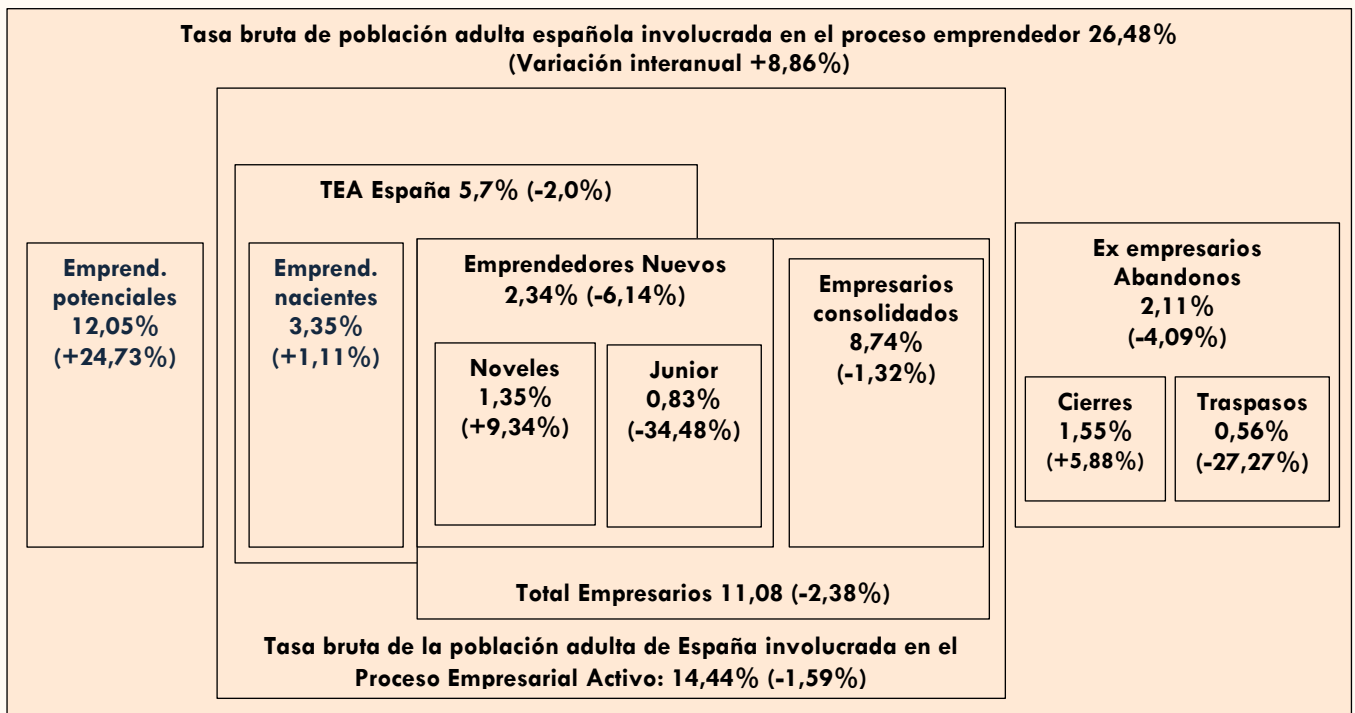 Tasa bruta de población adulta española involucrada en el proceso emprendedor 26,48%
(Variación interanual +8,86%)
TEA España 5,7% (-2,0%)
Emprend.
potenciales
12,05%
(+24,73%)
Emprend.
nacientes
3,35%
(+1,11%)
Emprendedores Nuevos
2,34% (-6,14%)
Noveles
1,35%
(+9,34%)
Junior
0,83%
(-34,48%)
Empresarios
consolidados
8,74%
(-1,32%)
Ex empresarios
Abandonos
2,11%
(-4,09%)
Cierres
1,55%
(+5,88%)
Traspasos
0,56%
(-27,27%)
Total Empresarios 11,08 (-2,38%)
Tasa bruta de la población adulta de España involucrada en el
Proceso Empresarial Activo: 14,44% (-1,59%)